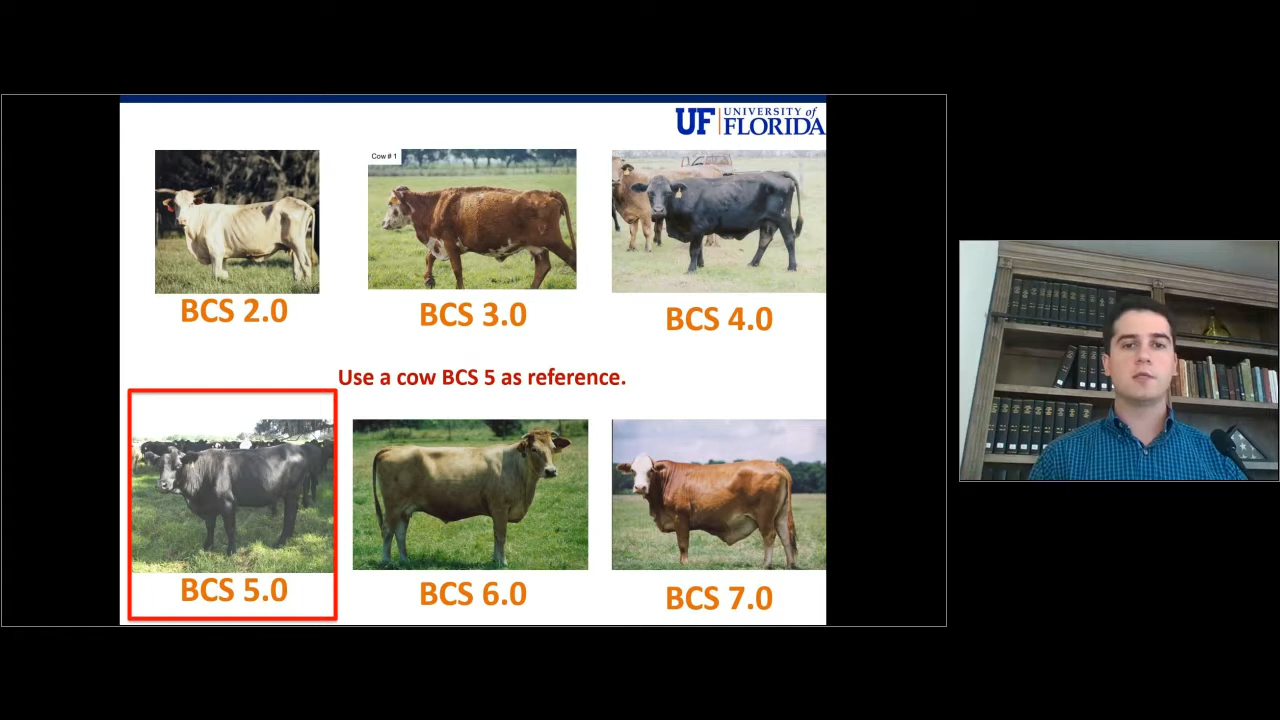 UF UNIVERSITY of
FLORIDA
Cow # 1
BCS 2.0
BCS 3.0
BCS 4.0
Use a cow BCS 5 as reference.
BCS 5.0
BCS 6.0
BCS 7.0